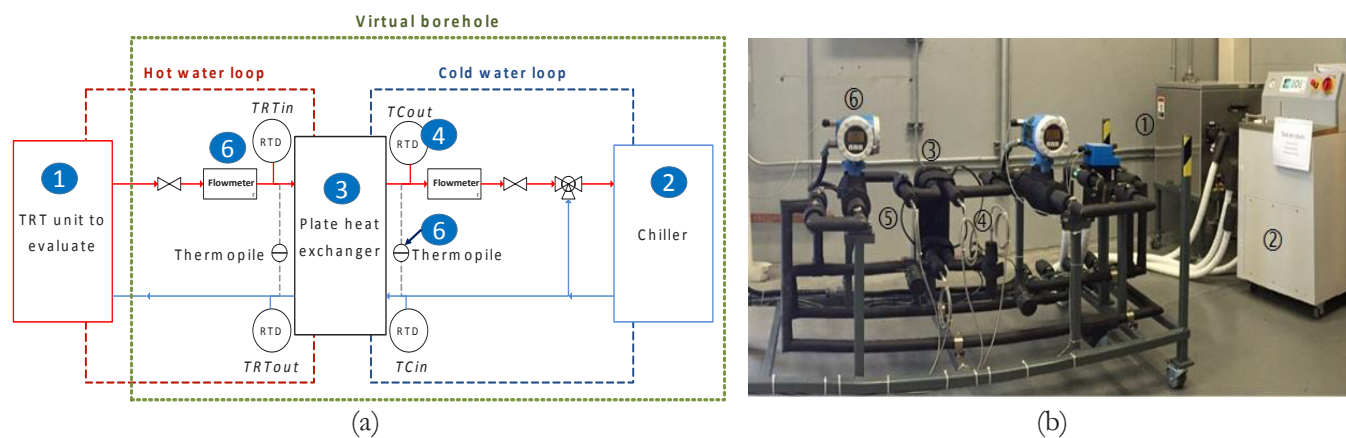 Virtual borehole
Hot water loop
Cold water loop
TRTin
TCout
RTD
RTD
4
6
6
3
1
3
2
1
Flowmeter
Flowmeter
TRT unit to
evaluate
Plate heat
exchanger
Chiller
6
Thermopile
Thermopile
5
4
2
RTD
RTD
TRTout
TCin
(a)
(b)